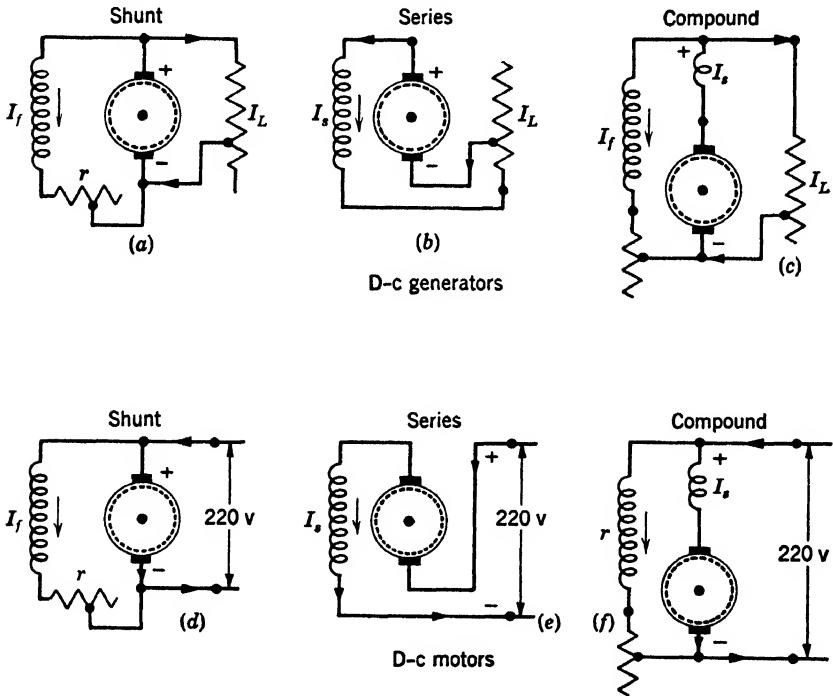 Shunt
Series
Compound
I_f
r
+
−
I_L
(a)
I_s
+
−
I_L
(b)
+
I_s
I_f
−
I_L
(c)
D-c generators
Shunt
Series
Compound
I_f
r
+
−
220 v
(d)
I_s
+
−
220 v
(e)
r
+
I_s
−
220 v
(f)
D-c motors